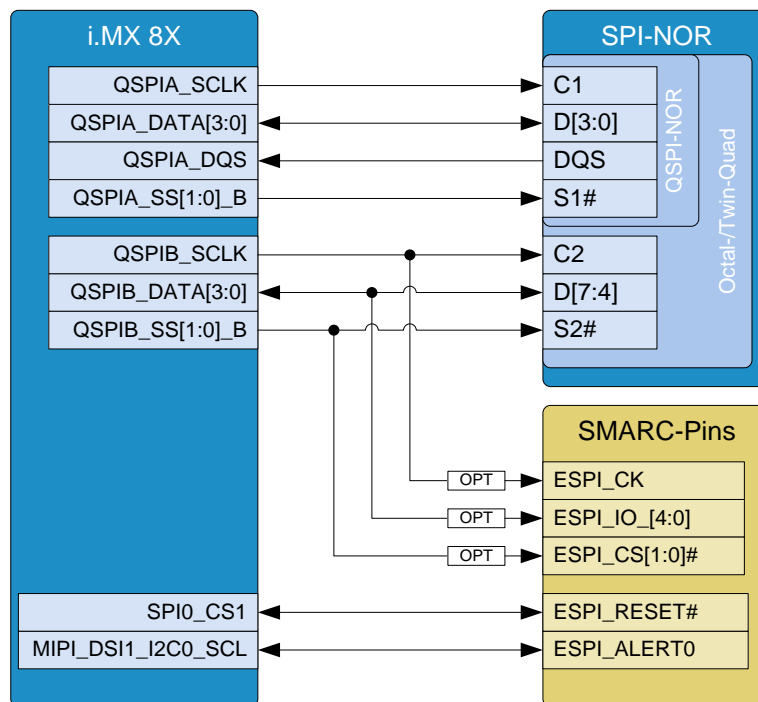 i.MX 8X
QSPIA_SCLK
QSPIA_DATA[3:0]
QSPIA_DQS
QSPIA_SS[1:0]_B
QSPIB_SCLK
QSPIB_DATA[3:0]
QSPIB_SS[1:0]_B
SPI0_CS1
MIPI_DSI1_I2C0_SCL
SPI-NOR
C1
D[3:0]
DQS
S1#
QSPI-NOR
C2
D[7:4]
S2#
Octal-/Twin-Quad
SMARC-Pins
OPT
ESPI_CK
OPT
ESPI_IO_[4:0]
OPT
ESPI_CS[1:0]#
ESPI_RESET#
ESPI_ALERT0